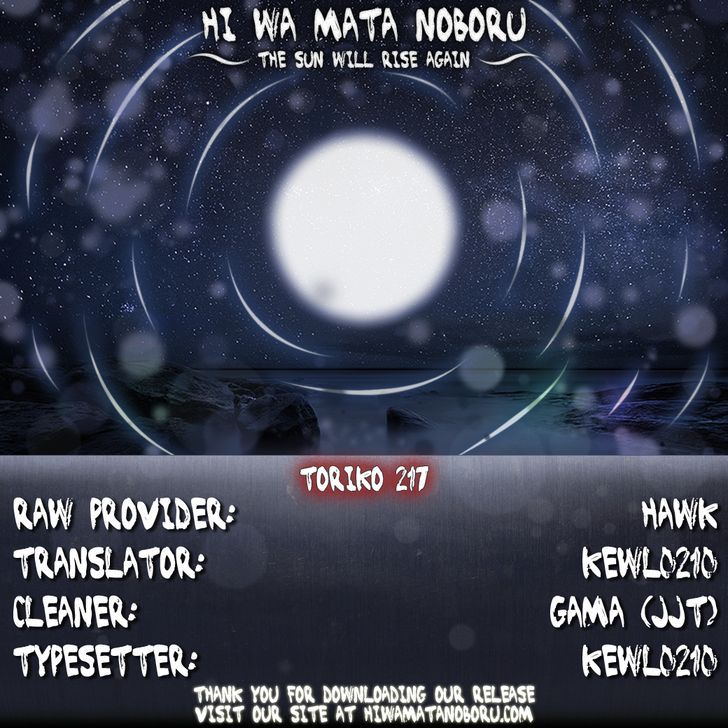 HI WA MATA NOBORU
THE SUN WILL RISE AGAIN
TORIKO 217
RAW PROVIDER: HAWK
TRANSLATOR: KEWL0210
CLEANER: GAMA (JJT)
TYPESETTER: KEWL0210
THANK YOU FOR DOWNLOADING OUR RELEASE
VISIT OUR SITE AT HIWAMATANOBORU.COM